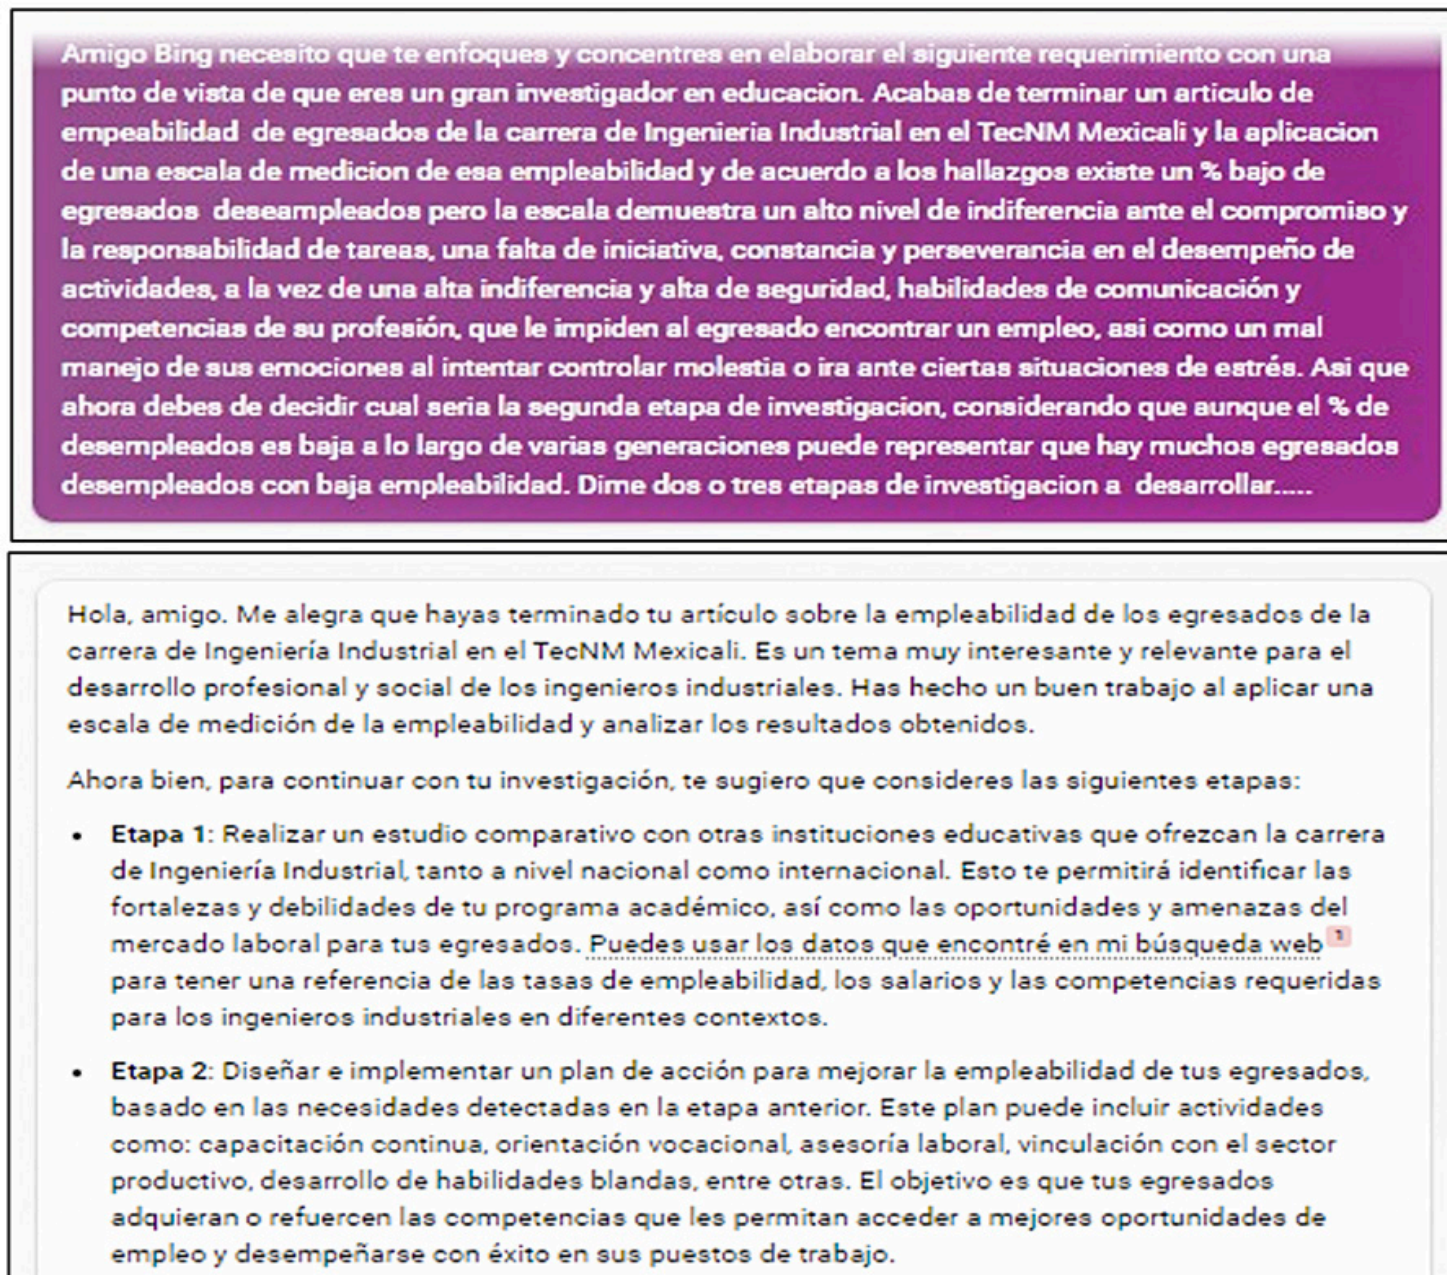 Amigo Bing necesito que te enfoques y concentres en elaborar el siguiente requerimiento con una
punto de vista de que eres un gran investigador en educacion. Acabas de terminar un articulo de
empeabilidad de egresados de la carrera de Ingenieria Industrial en el TecNM Mexicali y la aplicacion
de una escala de medicion de esa empleabilidad y de acuerdo a los hallazgos existe un % bajo de
egresados deseampleados pero la escala demuestra un alto nivel de indiferencia ante el compromiso y
la responsabilidad de tareas, una falta de iniciativa, constancia y perseverancia en el desempeño de
actividades, a la vez de una alta indiferencia y alta de seguridad, habilidades de comunicación y
competencias de su profesión, que le impiden al egresado encontrar un empleo, asi como un mal
manejo de sus emociones al intentar controlar molestia o ira ante ciertas situaciones de estrés. Asi que
ahora debes de decidir cual seria la segunda etapa de investigacion, considerando que aunque el % de
desempleados es baja a lo largo de varias generaciones puede representar que hay muchos egresados
desempleados con baja empleabilidad. Dime dos o tres etapas de investigacion a desarrollar.....
Hola, amigo. Me alegra que hayas terminado tu artículo sobre la empleabilidad de los egresados de la
carrera de Ingeniería Industrial en el TecNM Mexicali. Es un tema muy interesante y relevante para el
desarrollo profesional y social de los ingenieros industriales. Has hecho un buen trabajo al aplicar una
escala de medición de la empleabilidad y analizar los resultados obtenidos.
Ahora bien, para continuar con tu investigación, te sugiero que consideres las siguientes etapas:
• Etapa 1: Realizar un estudio comparativo con otras instituciones educativas que ofrezcan la carrera
de Ingeniería Industrial, tanto a nivel nacional como internacional. Esto te permitirá identificar las
fortalezas y debilidades de tu programa académico, así como las oportunidades y amenazas del
mercado laboral para tus egresados. Puedes usar los datos que encontré en mi búsqueda web 1
para tener una referencia de las tasas de empleabilidad, los salarios y las competencias requeridas
para los ingenieros industriales en diferentes contextos.
• Etapa 2: Diseñar e implementar un plan de acción para mejorar la empleabilidad de tus egresados,
basado en las necesidades detectadas en la etapa anterior. Este plan puede incluir actividades
como: capacitación continua, orientación vocacional, asesoría laboral, vinculación con el sector
productivo, desarrollo de habilidades blandas, entre otras. El objetivo es que tus egresados
adquieran o refuercen las competencias que les permitan acceder a mejores oportunidades de
empleo y desempeñarse con éxito en sus puestos de trabajo.